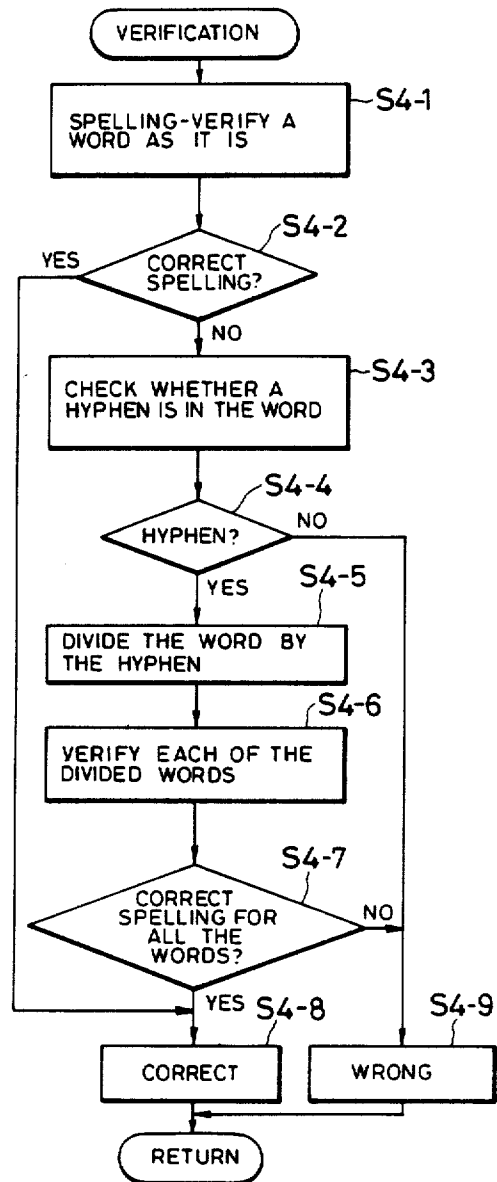 VERIFICATION
S4-1
SPELLING-VERIFY A
WORD AS IT IS
S4-2
YES
CORRECT
SPELLING?
NO
S4-3
CHECK WHETHER A
HYPHEN IS IN THE WORD
S4-4
HYPHEN?
NO
YES
S4-5
DIVIDE THE WORD BY
THE HYPHEN
S4-6
VERIFY EACH OF THE
DIVIDED WORDS
S4-7
CORRECT
SPELLING FOR
ALL THE
WORDS?
NO
YES
S4-8
S4-9
CORRECT
WRONG
RETURN